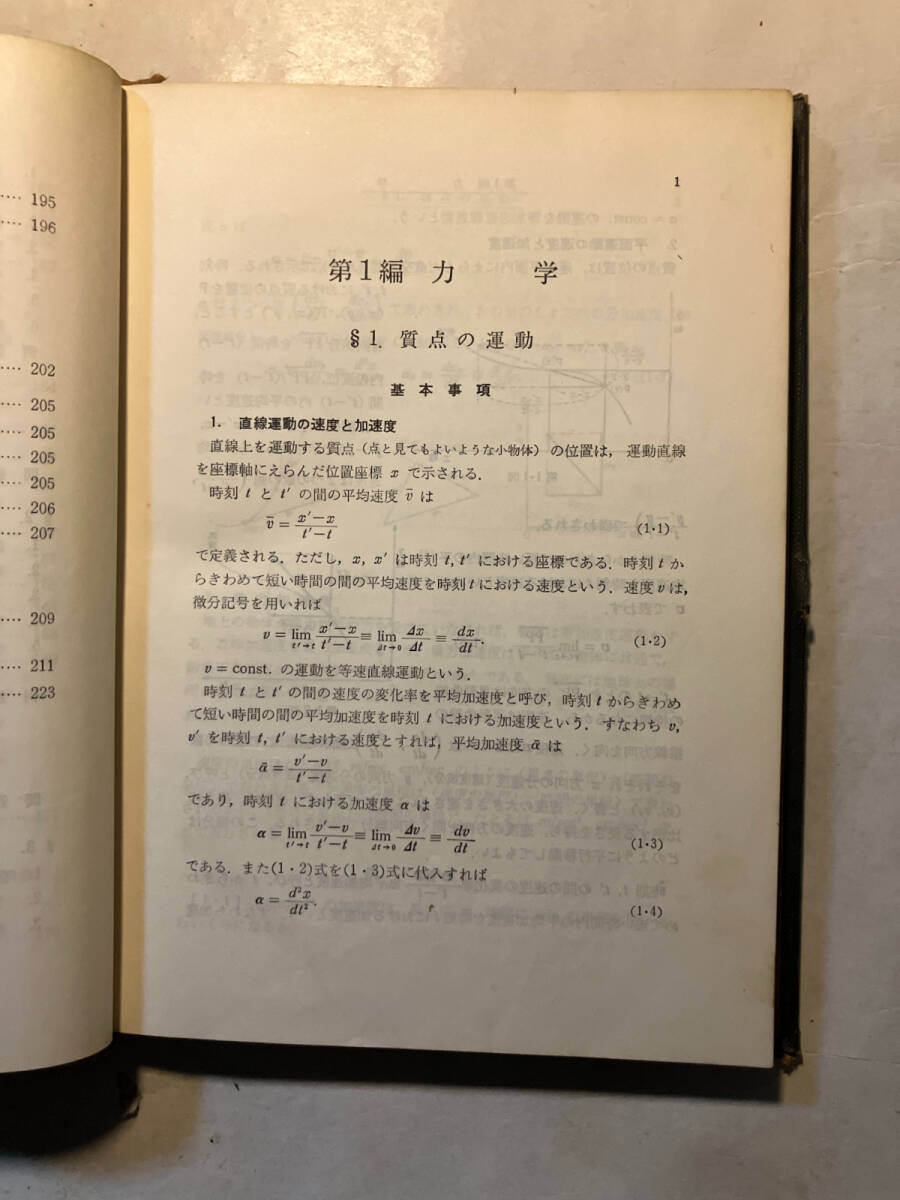 195
196
202
205
205
205
205
206
207
209
211
223
1
第1編 力 学
§1. 質点の運動
基本事項
1. 直線運動の速度と加速度
直線上を運動する質点（点と見てもよいような小物体）の位置は，運動直線
を座標軸にえらんだ位置座標 x で示される．
時刻 t と t′ の間の平均速度 v̄ は
v̄ = (x′−x)/(t′−t) (1・1)
で定義される．ただし，x, x′ は時刻 t, t′ における座標である．時刻 t か
らきわめて短い時間の間の平均速度を時刻 t における速度という．速度 v は，
微分記号を用いれば
v = lim_{t′→t} (x′−x)/(t′−t) ≡ lim_{Δt→0} Δx/Δt ≡ dx/dt. (1・2)
v = const. の運動を等速直線運動という．
時刻 t と t′ の間の速度の変化率を平均加速度と呼び，時刻 t からきわめ
て短い時間の間の平均加速度を時刻 t における加速度という．すなわち v,
v′ を時刻 t, t′ における速度とすれば，平均加速度 ᾱ は
ᾱ = (v′−v)/(t′−t)
であり，時刻 t における加速度 α は
α = lim_{t′→t} (v′−v)/(t′−t) ≡ lim_{Δt→0} Δv/Δt ≡ dv/dt (1・3)
である．また(1・2)式を(1・3)式に代入すれば
α = d²x/dt². (1・4)